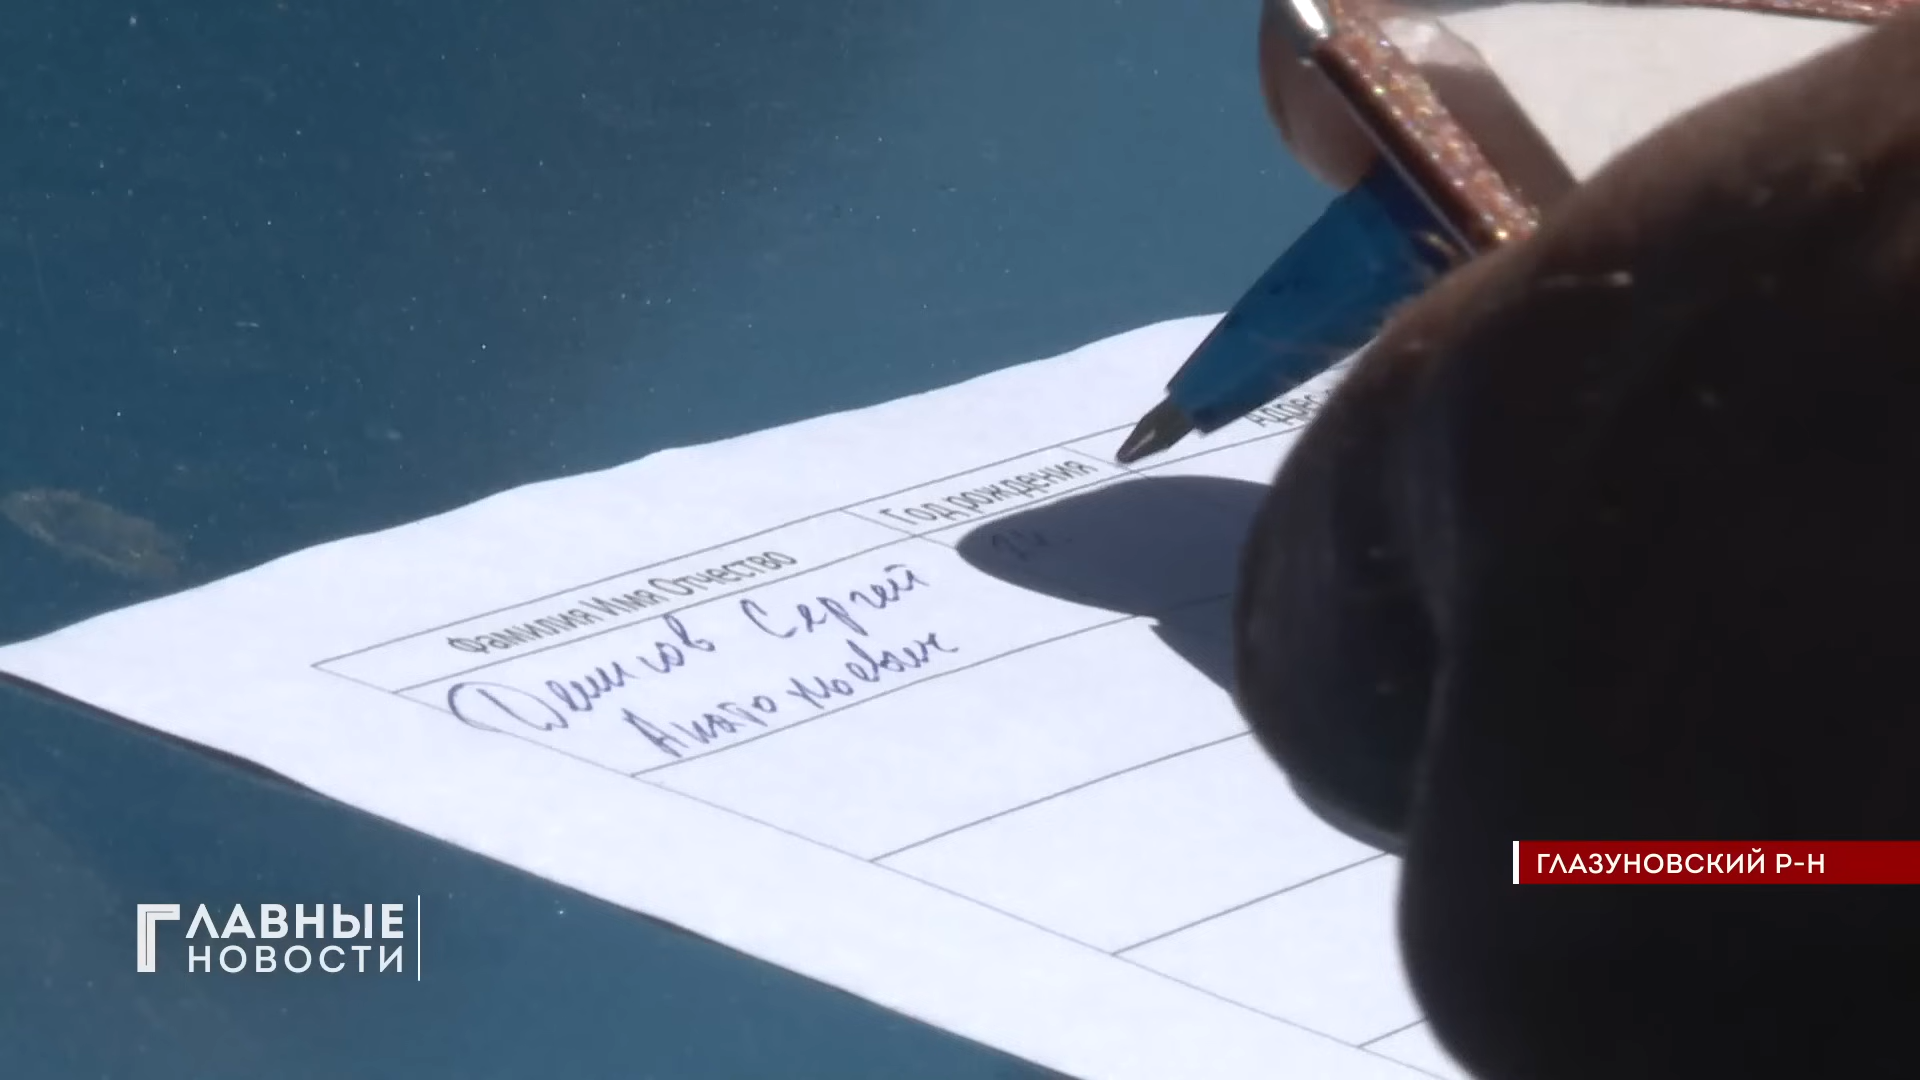 Фамилия Имя Отчество
Год рождения
Адрес
Сергей
Анатольевич
ГЛАЗУНОВСКИЙ Р-Н
ГЛАВНЫЕ
НОВОСТИ